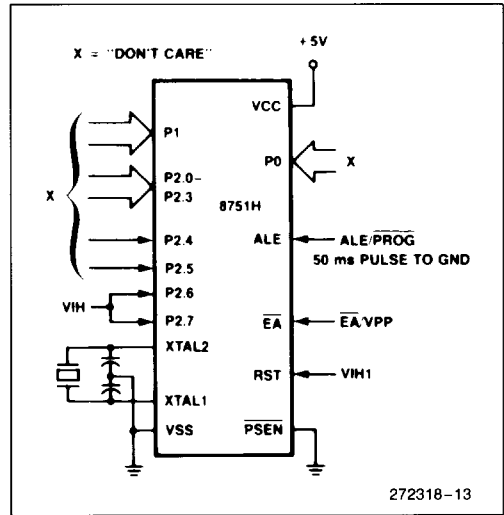 X = "DON'T CARE"
+5V
VCC
P1
P0
X
P2.0–
P2.3
X
8751H
P2.4
ALE
ALE/PROG
50 ms PULSE TO GND
P2.5
P2.6
VIH
P2.7
EA
EA/VPP
XTAL2
RST
VIH1
XTAL1
VSS
PSEN
272318–13